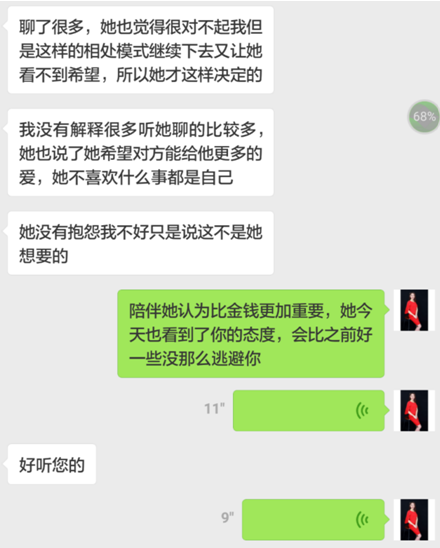 聊了很多，她也觉得很对不起我但
是这样的相处模式继续下去又让她
看不到希望，所以她才这样决定的
68%
我没有解释很多听她聊的比较多，
她也说了她希望对方能给他更多的
爱，她不喜欢什么事都是自己
她没有抱怨我不好只是说这不是她
想要的
陪伴她认为比金钱更加重要，她今
天也看到了你的态度，会比之前好
一些没那么逃避你
11"
好听您的
9"